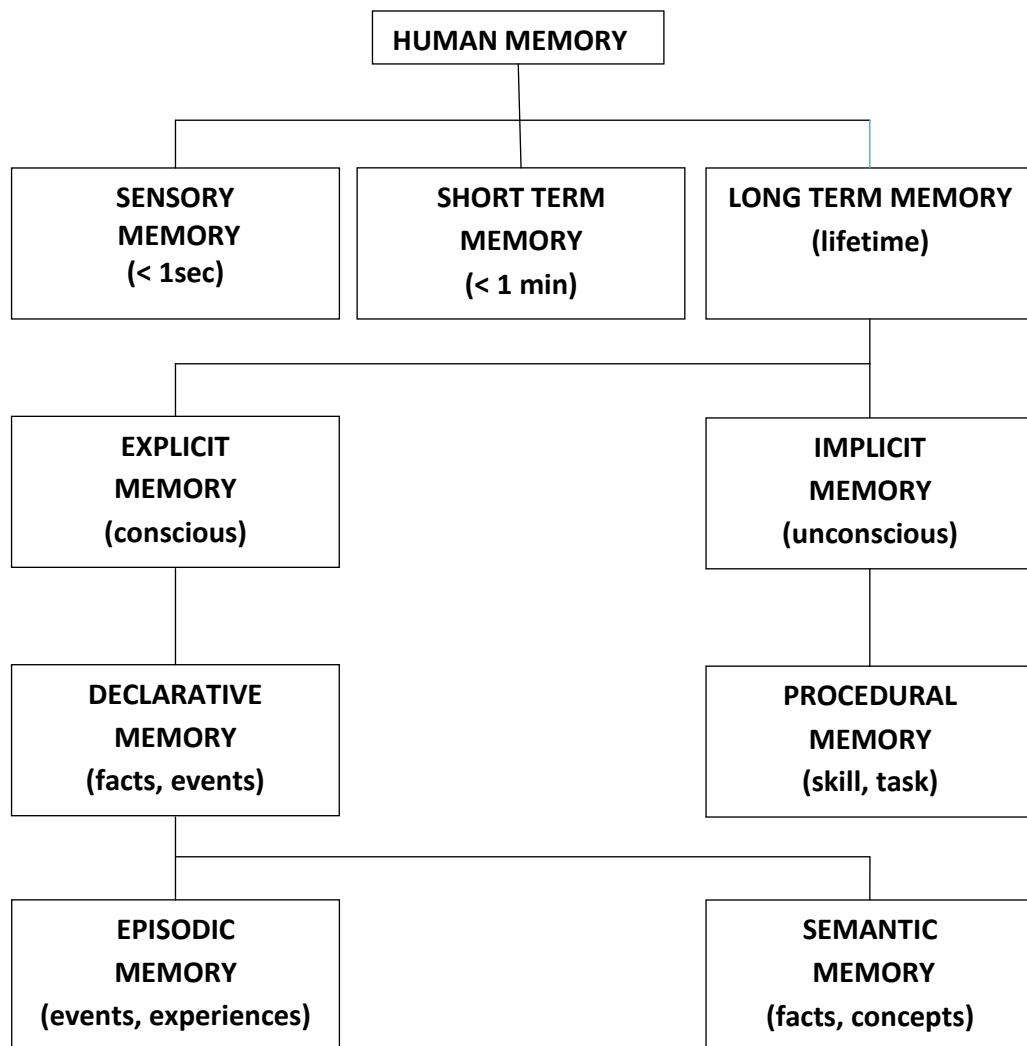 HUMAN MEMORY
SENSORY
MEMORY
(< 1sec)
SHORT TERM
MEMORY
(< 1 min)
LONG TERM MEMORY
(lifetime)
EXPLICIT
MEMORY
(conscious)
IMPLICIT
MEMORY
(unconscious)
DECLARATIVE
MEMORY
(facts, events)
PROCEDURAL
MEMORY
(skill, task)
EPISODIC
MEMORY
(events, experiences)
SEMANTIC
MEMORY
(facts, concepts)